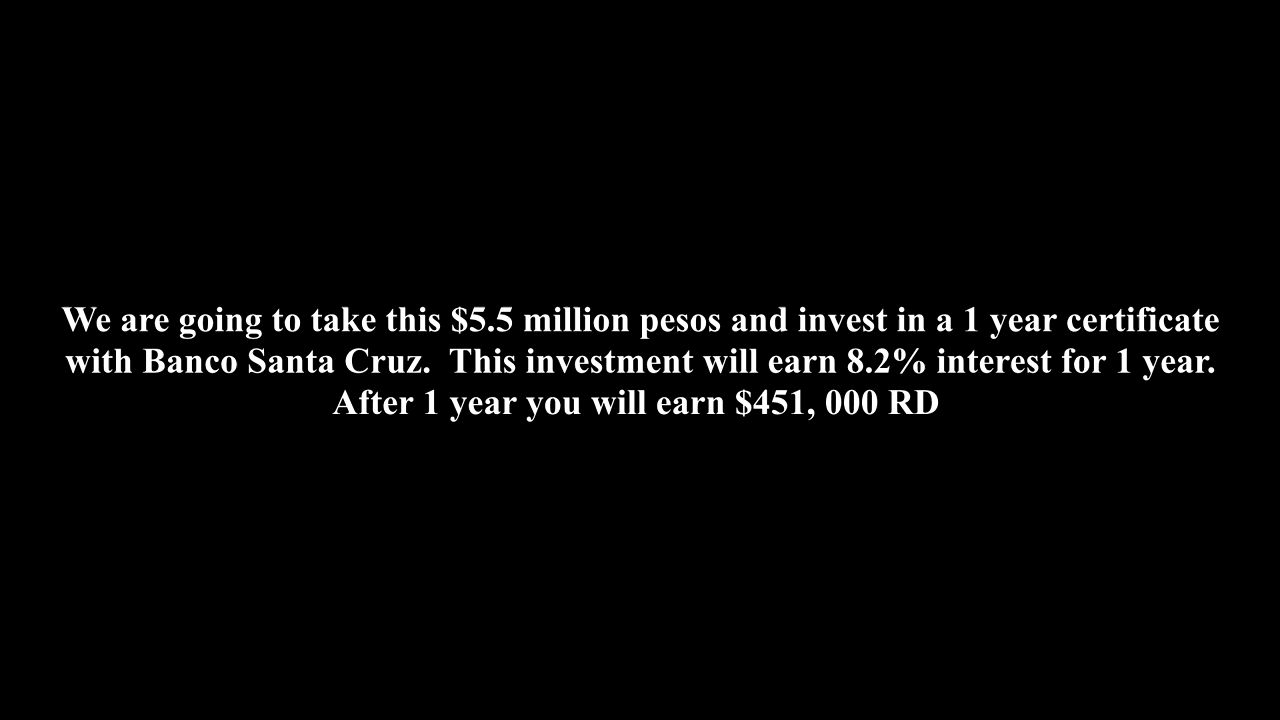 We are going to take this $5.5 million pesos and invest in a 1 year certificate
with Banco Santa Cruz.  This investment will earn 8.2% interest for 1 year.
After 1 year you will earn $451, 000 RD